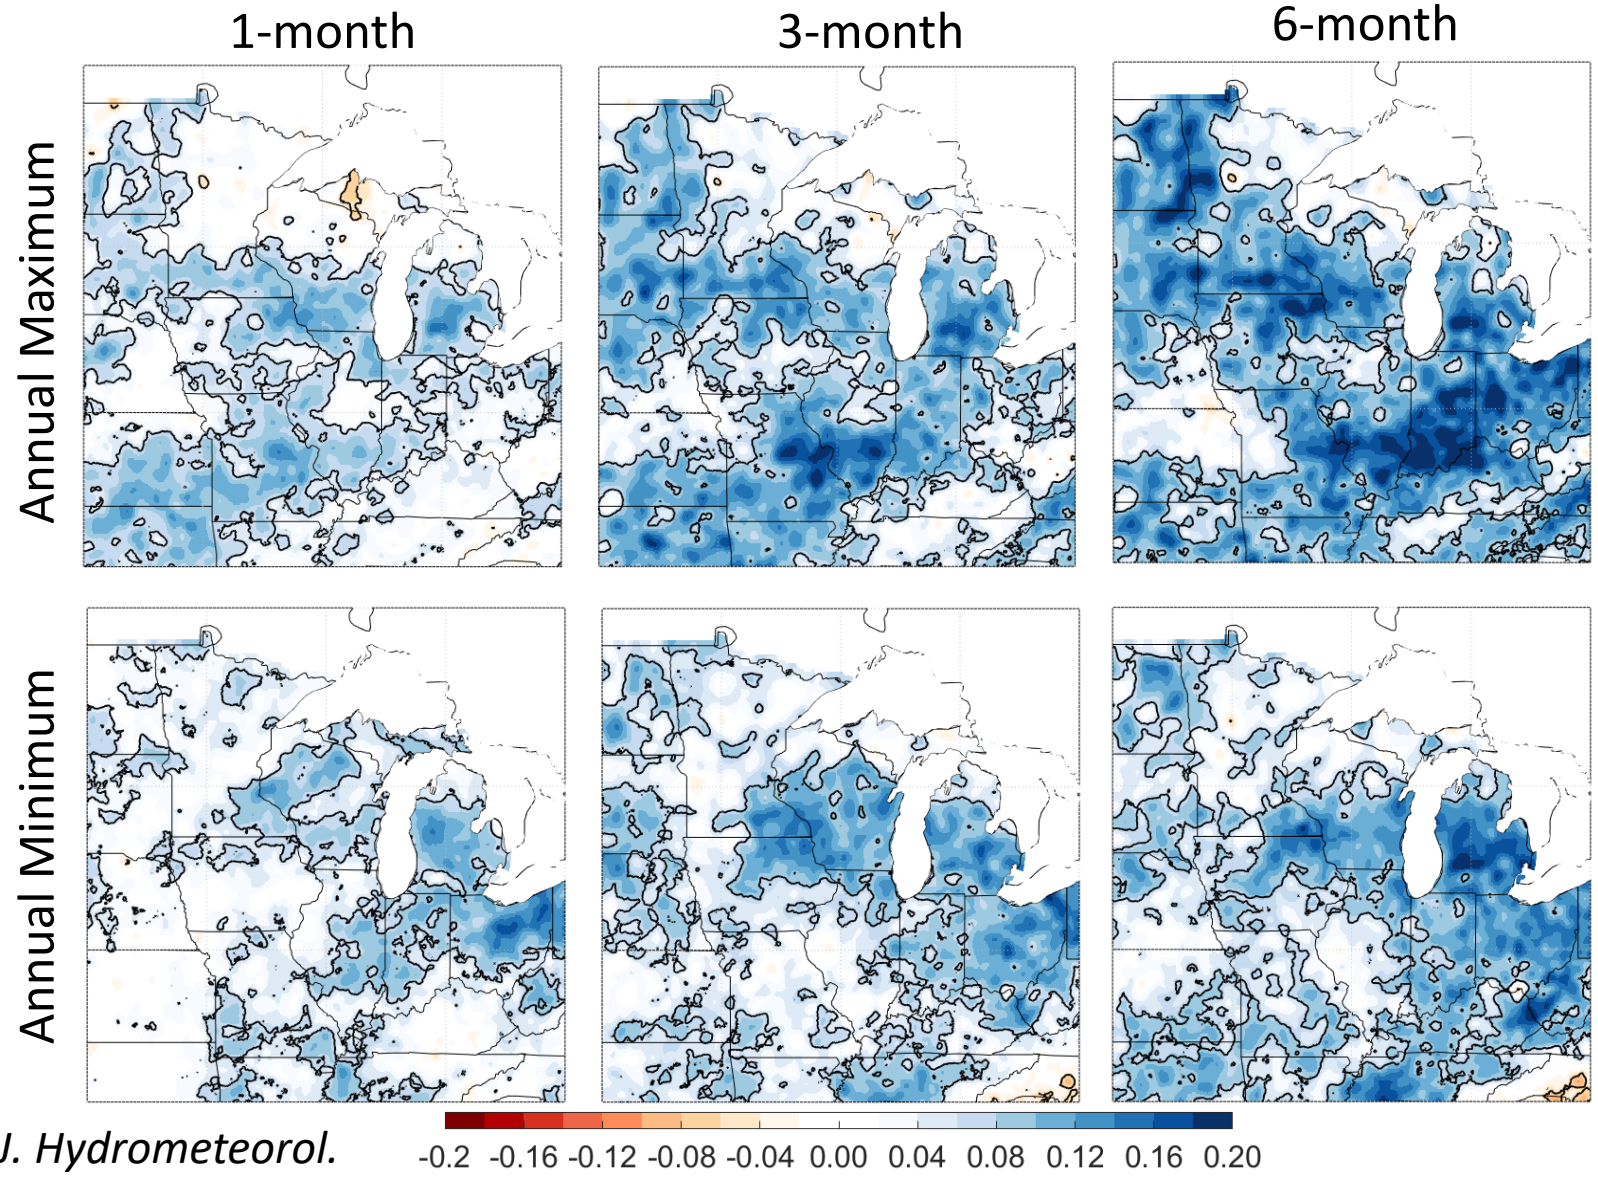 1-month 3-month 6-month
Annual Maximum
Annual Minimum
J. Hydrometeorol.
-0.2 -0.16 -0.12 -0.08 -0.04 0.00 0.04 0.08 0.12 0.16 0.20